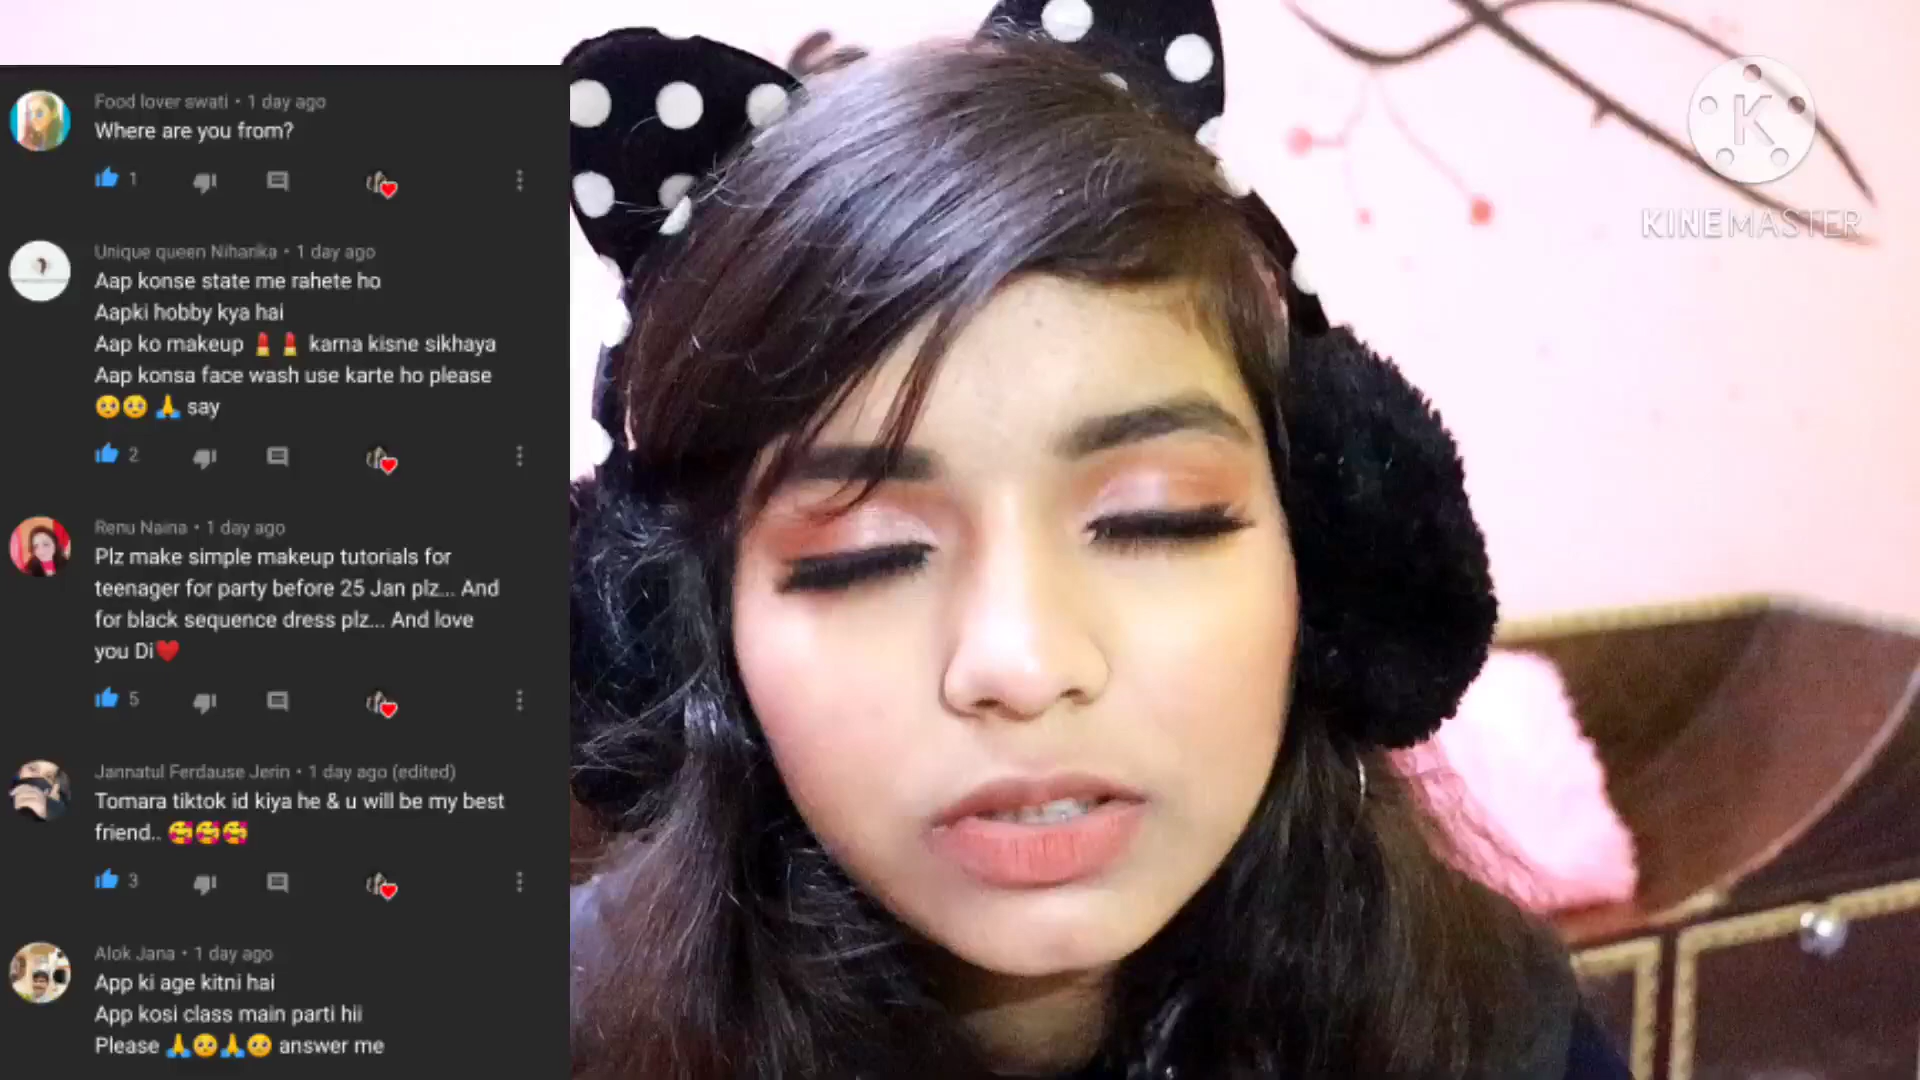 Food lover swati • 1 day ago
Where are you from?
1
Unique queen Niharika • 1 day ago
Aap konse state me rahete ho
Aapki hobby kya hai
Aap ko makeup 💄 💄 karna kisne sikhaya
Aap konsa face wash use karte ho please
🥺🥺 🙏 say
2
Renu Naina • 1 day ago
Plz make simple makeup tutorials for
teenager for party before 25 Jan plz... And
for black sequence dress plz... And love
you Di❤️
5
Jannatul Ferdause Jerin • 1 day ago (edited)
Tomara tiktok id kiya he & u will be my best
friend.. 🥰🥰🥰
3
Alok Jana • 1 day ago
App ki age kitni hai
App kosi class main parti hii
Please 🙏🥺🙏🥺 answer me
K
KINEMASTER